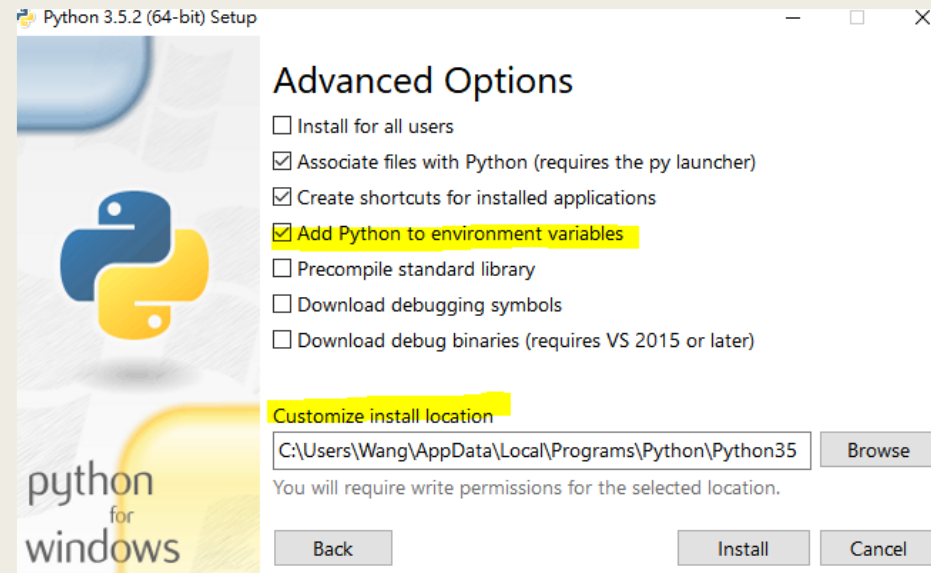 Python 3.5.2 (64-bit) Setup
Advanced Options
Install for all users
Associate files with Python (requires the py launcher)
Create shortcuts for installed applications
Add Python to environment variables
Precompile standard library
Download debugging symbols
Download debug binaries (requires VS 2015 or later)
Customize install location
C:\Users\Wang\AppData\Local\Programs\Python\Python35
Browse
You will require write permissions for the selected location.
python
for
windows
Back
Install
Cancel